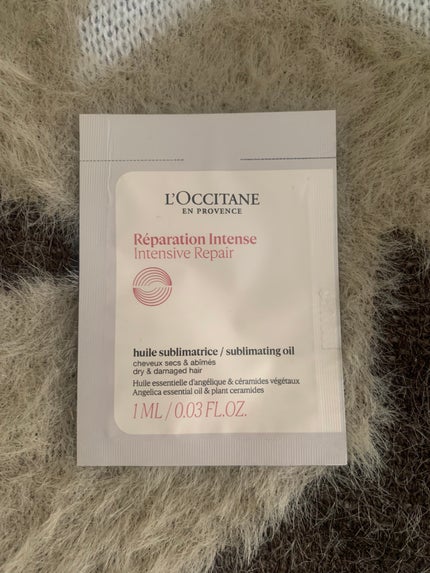 L'OCCITANE
EN PROVENCE
Réparation Intense
Intensive Repair
huile sublimatrice / sublimating oil
cheveux secs & abîmés
dry & damaged hair
Huile essentielle d'angélique & céramides végétaux
Angelica essential oil & plant ceramides
1 ML / 0.03 FL.OZ.